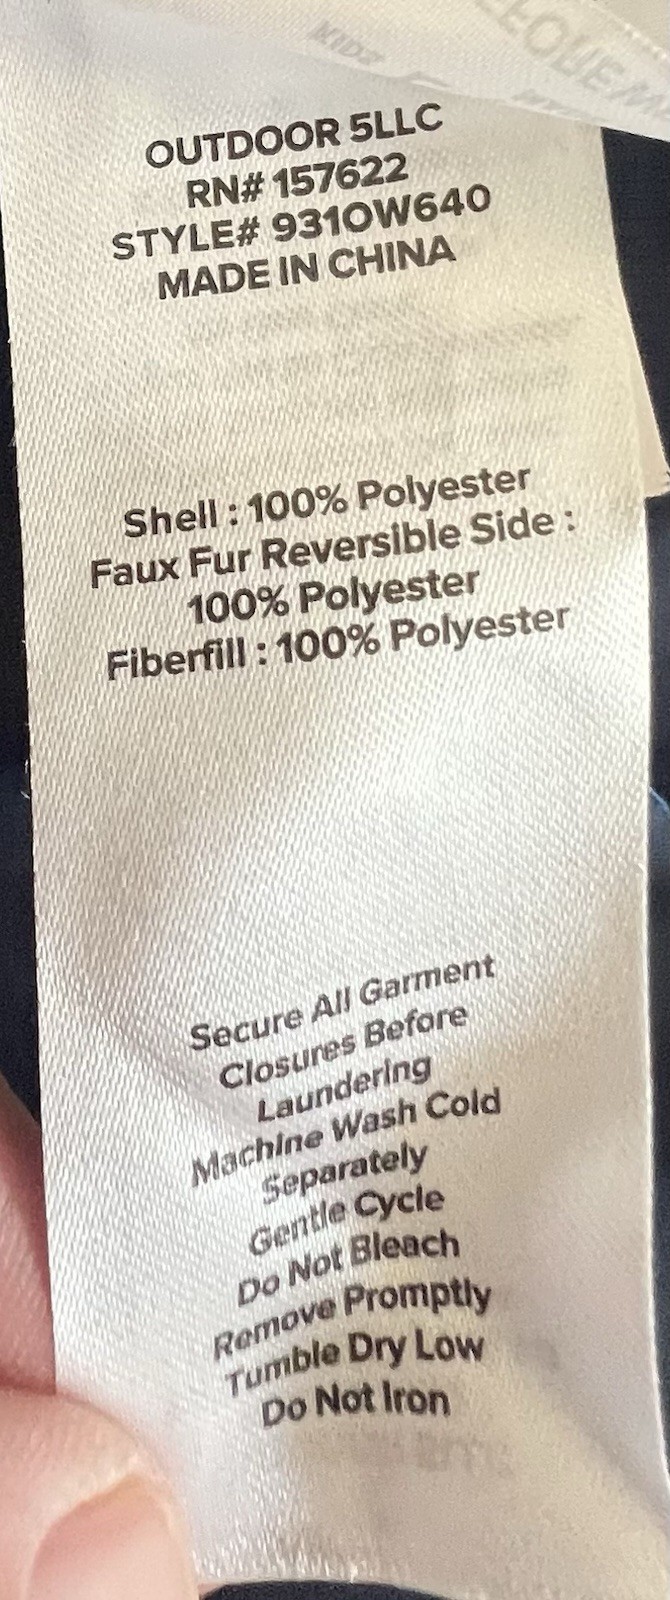 KIDZ
OUTDOOR 5LLC
RN# 157622
STYLE# 931OW640
MADE IN CHINA
Shell : 100% Polyester
Faux Fur Reversible Side :
100% Polyester
Fiberfill : 100% Polyester
Secure All Garment
Closures Before
Laundering
Machine Wash Cold
Separately
Gentle Cycle
Do Not Bleach
Remove Promptly
Tumble Dry Low
Do Not Iron